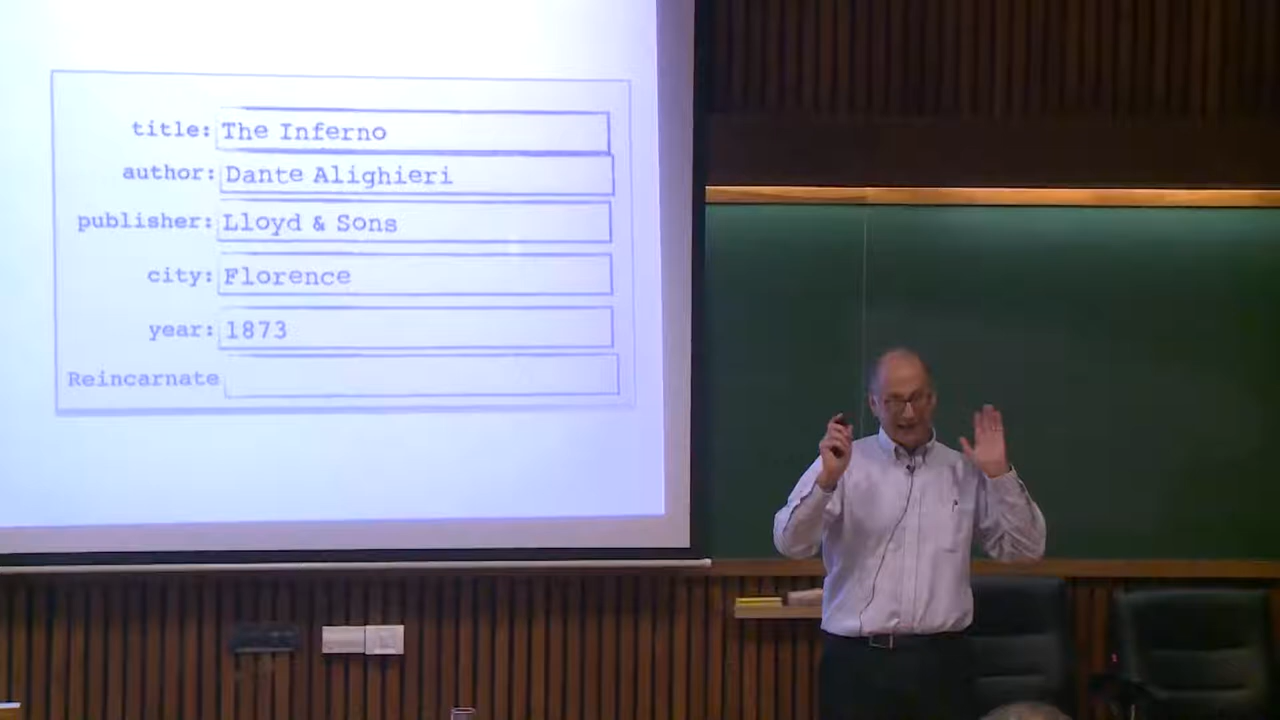 title: The Inferno
author: Dante Alighieri
publisher: Lloyd & Sons
city: Florence
year: 1873
Reincarnate